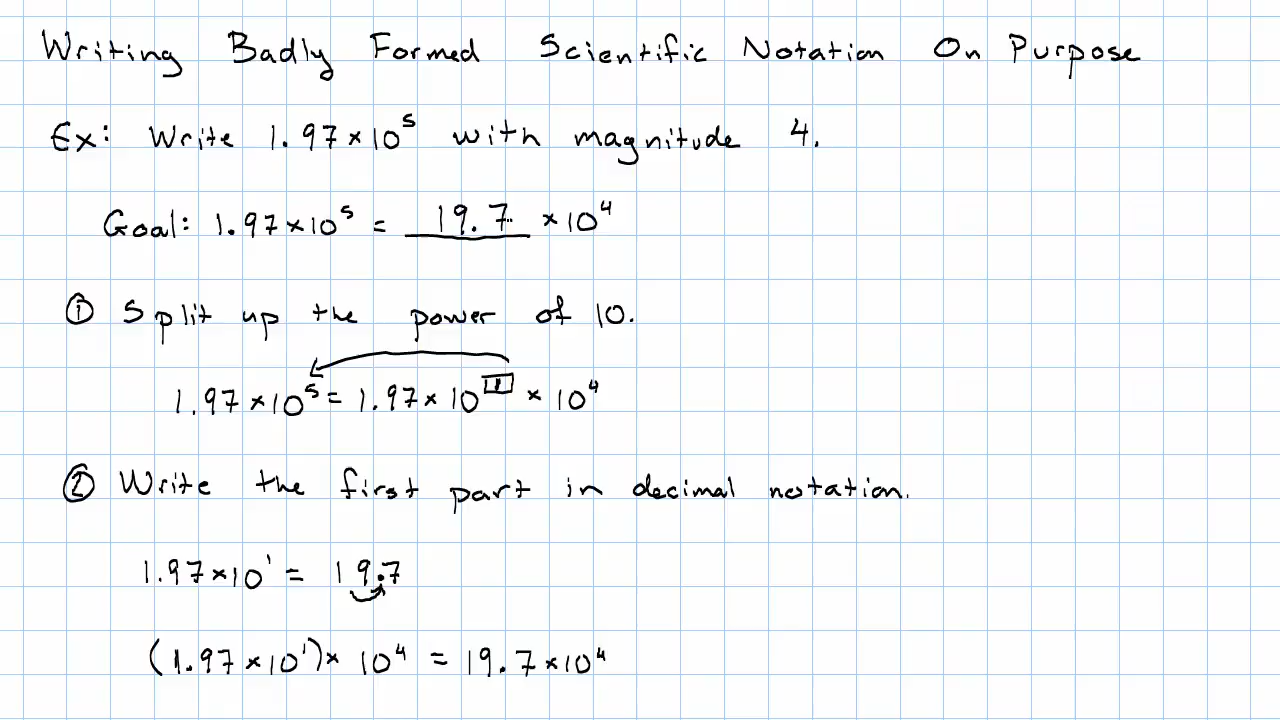 Writing Badly Formed Scientific Notation On Purpose
Ex: Write 1.97×10⁵ with magnitude 4.
Goal: 1.97×10⁵ = 19.7 ×10⁴
① Split up the power of 10.
1.97×10⁵ = 1.97×10¹ × 10⁴
② Write the first part in decimal notation.
1.97×10¹ = 19.7
(1.97×10¹)× 10⁴ = 19.7×10⁴